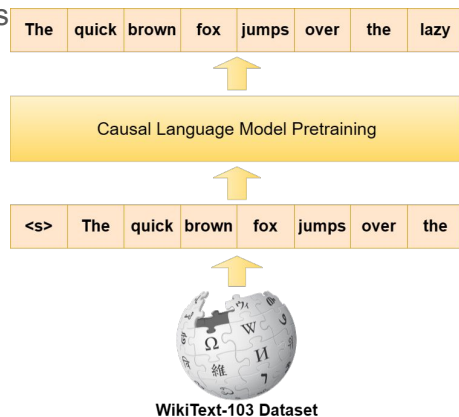 S
The quick brown fox jumps over the lazy
Causal Language Model Pretraining
<s> The quick brown fox jumps over the
Ω W
維 И
WikiText-103 Dataset